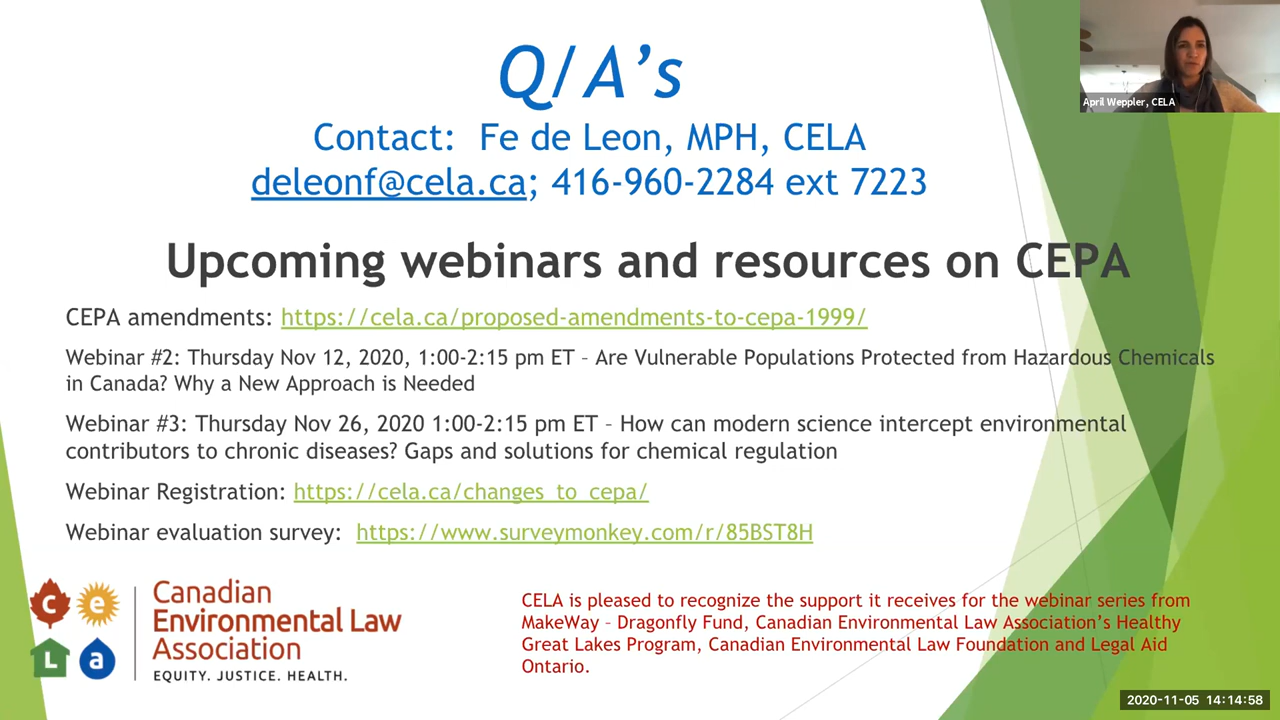 Q/A’s
Contact:  Fe de Leon, MPH, CELA
deleonf@cela.ca; 416-960-2284 ext 7223
April Weppler, CELA
Upcoming webinars and resources on CEPA
CEPA amendments: https://cela.ca/proposed-amendments-to-cepa-1999/
Webinar #2: Thursday Nov 12, 2020, 1:00-2:15 pm ET – Are Vulnerable Populations Protected from Hazardous Chemicals
in Canada? Why a New Approach is Needed
Webinar #3: Thursday Nov 26, 2020 1:00-2:15 pm ET – How can modern science intercept environmental
contributors to chronic diseases? Gaps and solutions for chemical regulation
Webinar Registration: https://cela.ca/changes_to_cepa/
Webinar evaluation survey:  https://www.surveymonkey.com/r/85BST8H
c e
L a
Canadian
Environmental Law
Association
EQUITY. JUSTICE. HEALTH.
CELA is pleased to recognize the support it receives for the webinar series from
MakeWay – Dragonfly Fund, Canadian Environmental Law Association’s Healthy
Great Lakes Program, Canadian Environmental Law Foundation and Legal Aid
Ontario.
2020-11-05 14:14:58